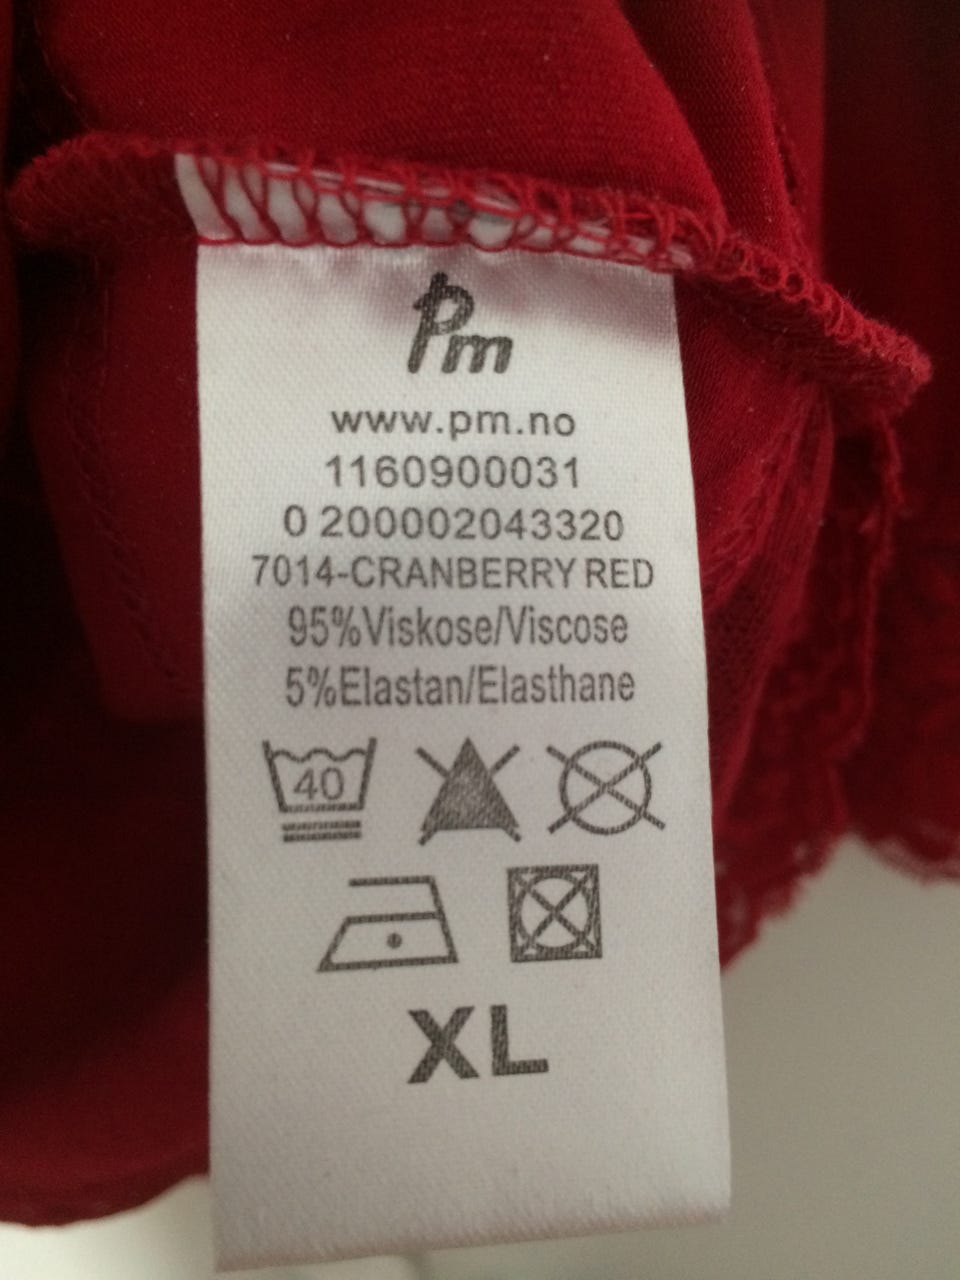 Pm
www.pm.no
1160900031
0 200002043320
7014-CRANBERRY RED
95%Viskose/Viscose
5%Elastan/Elasthane
40
XL